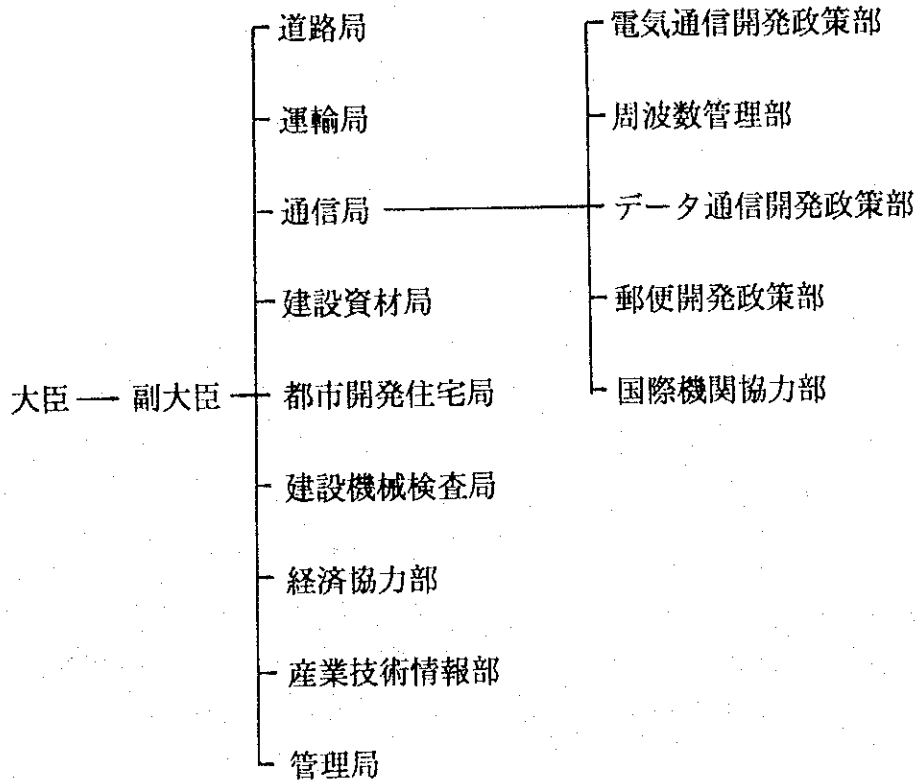 道路局
運輸局
通信局
建設資材局
大臣 副大臣 都市開発住宅局
建設機械検査局
経済協力部
産業技術情報部
管理局
電気通信開発政策部
周波数管理部
データ通信開発政策部
郵便開発政策部
国際機関協力部